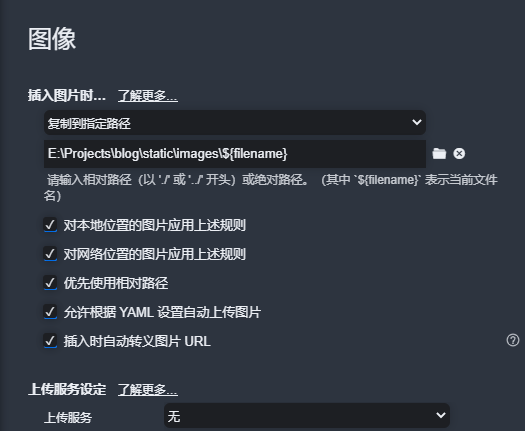 图像
插入图片时... 了解更多...
复制到指定路径
E:\Projects\blog\static\images\${filename}
请输入相对路径（以 './' 或 '../' 开头）或绝对路径。（其中 `${filename}` 表示当前文件
名）
对本地位置的图片应用上述规则
对网络位置的图片应用上述规则
优先使用相对路径
允许根据 YAML 设置自动上传图片
插入时自动转义图片 URL
上传服务设定 了解更多...
上传服务 无